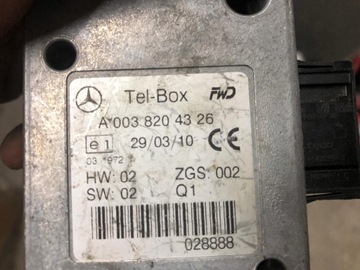 Tel-Box FWD
A 003 820 43 26
e1 29/03/10 CE
03 1972
HW: 02 ZGS: 002
SW: 02 Q1
028888